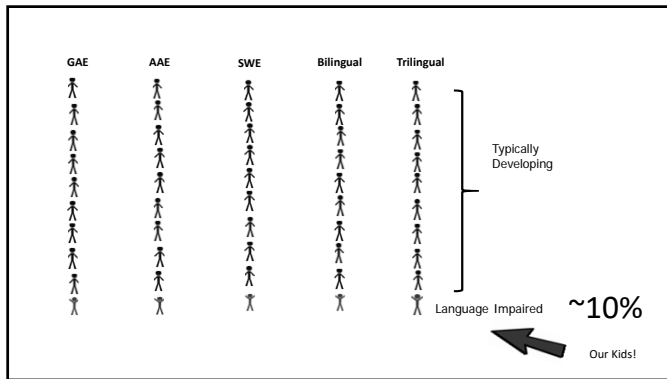 GAE AAE SWE Bilingual Trilingual
Typically
Developing
Language Impaired ~10%
Our Kids!